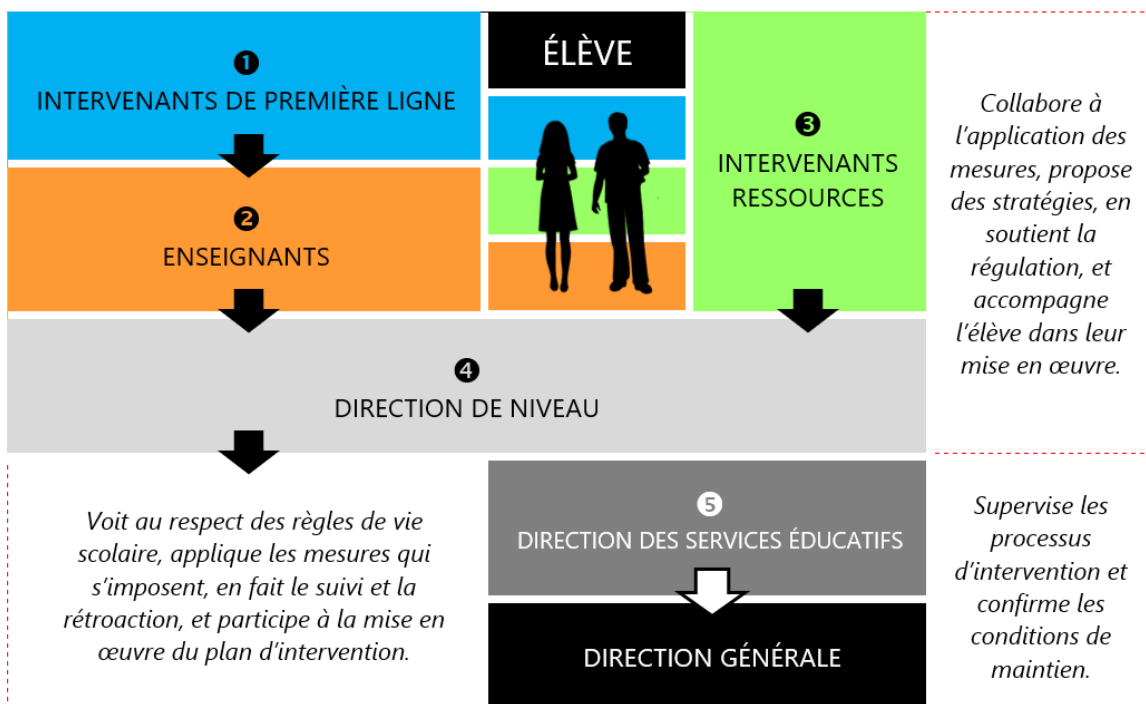 ❶
INTERVENANTS DE PREMIÈRE LIGNE
❷
ENSEIGNANTS
ÉLÈVE
❸
INTERVENANTS
RESSOURCES
Collabore à
l'application des
mesures, propose
des stratégies, en
soutient la
régulation, et
accompagne
l'élève dans leur
mise en œuvre.
❹
DIRECTION DE NIVEAU
Voit au respect des règles de vie
scolaire, applique les mesures qui
s'imposent, en fait le suivi et la
rétroaction, et participe à la mise en
œuvre du plan d'intervention.
❺
DIRECTION DES SERVICES ÉDUCATIFS
DIRECTION GÉNÉRALE
Supervise les
processus
d'intervention et
confirme les
conditions de
maintien.